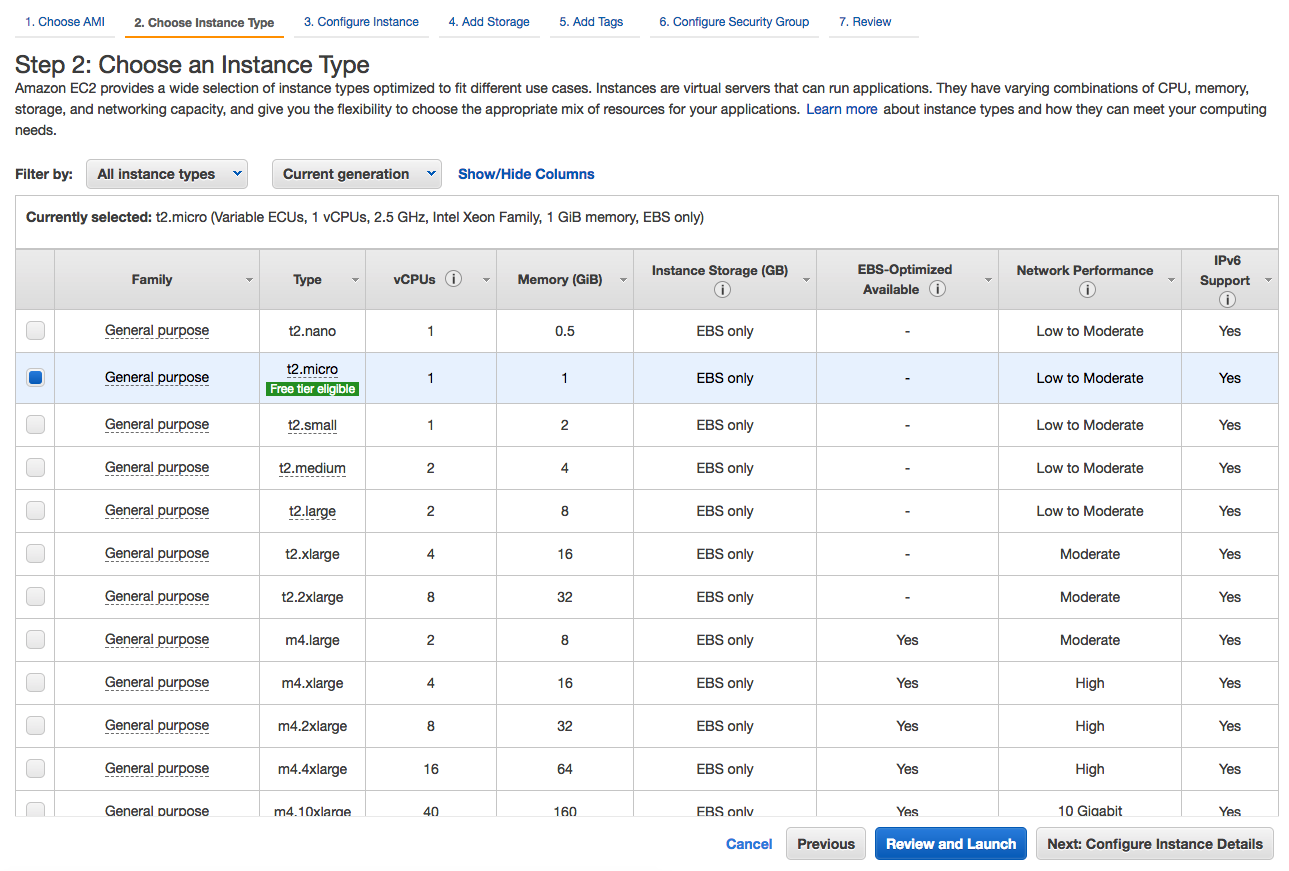 1. Choose AMI 2. Choose Instance Type 3. Configure Instance 4. Add Storage 5. Add Tags 6. Configure Security Group 7. Review
Step 2: Choose an Instance Type
Amazon EC2 provides a wide selection of instance types optimized to fit different use cases. Instances are virtual servers that can run applications. They have varying combinations of CPU, memory,
storage, and networking capacity, and give you the flexibility to choose the appropriate mix of resources for your applications. Learn more about instance types and how they can meet your computing
needs.
Filter by: All instance types Current generation Show/Hide Columns
Currently selected: t2.micro (Variable ECUs, 1 vCPUs, 2.5 GHz, Intel Xeon Family, 1 GiB memory, EBS only)
Family Type vCPUs i Memory (GiB) Instance Storage (GB) i EBS-Optimized Available i Network Performance i IPv6 Support i
General purpose t2.nano 1 0.5 EBS only - Low to Moderate Yes
General purpose t2.micro Free tier eligible 1 1 EBS only - Low to Moderate Yes
General purpose t2.small 1 2 EBS only - Low to Moderate Yes
General purpose t2.medium 2 4 EBS only - Low to Moderate Yes
General purpose t2.large 2 8 EBS only - Low to Moderate Yes
General purpose t2.xlarge 4 16 EBS only - Moderate Yes
General purpose t2.2xlarge 8 32 EBS only - Moderate Yes
General purpose m4.large 2 8 EBS only Yes Moderate Yes
General purpose m4.xlarge 4 16 EBS only Yes High Yes
General purpose m4.2xlarge 8 32 EBS only Yes High Yes
General purpose m4.4xlarge 16 64 EBS only Yes High Yes
General purpose m4.10xlarge 40 160 EBS only Yes 10 Gigabit Yes
Cancel Previous Review and Launch Next: Configure Instance Details